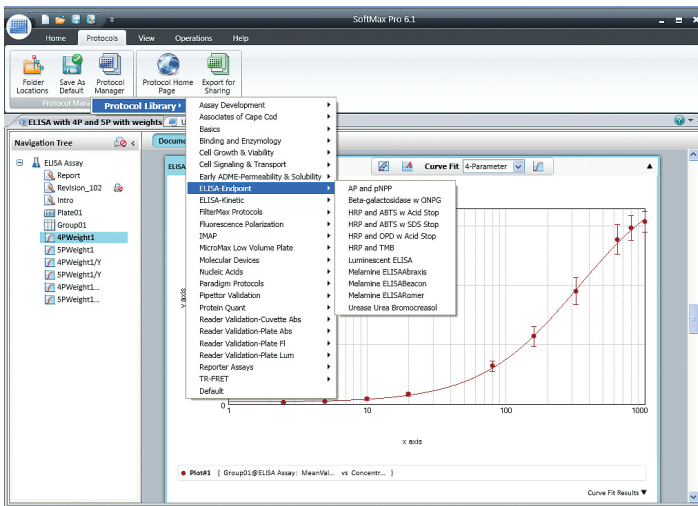 SoftMax Pro 6.1
Home Protocols View Operations Help
Folder Locations
Save As Default
Protocol Manager
Protocol Home Page
Export for Sharing
Protocol Library
ELISA with 4P and 5P with weights
Navigation Tree
ELISA Assay
Report
Revision_102
Intro
Plate01
Group01
4PWeight1
5PWeight1
4PWeight1/Y
5PWeight1/Y
4PWeight1...
5PWeight1...
Assay Development
Associates of Cape Cod
Basics
Binding and Enzymology
Cell Growth & Viability
Cell Signaling & Transport
Early ADME-Permeability & Solubility
ELISA-Endpoint
ELISA-Kinetic
FilterMax Protocols
Fluorescence Polarization
IMAP
MicroMax Low Volume Plate
Molecular Devices
Nucleic Acids
Paradigm Protocols
Pipettor Validation
Protein Quant
Reader Validation-Cuvette Abs
Reader Validation-Plate Abs
Reader Validation-Plate Fl
Reader Validation-Plate Lum
Reporter Assays
TR-FRET
Default
AP and pNPP
Beta-galactosidase w ONPG
HRP and ABTS w Acid Stop
HRP and ABTS w SDS Stop
HRP and OPD w Acid Stop
HRP and TMB
Luminescent ELISA
Melamine ELISAAbraxis
Melamine ELISABeacon
Melamine ELISARomer
Urease Urea Bromocreasol
Curve Fit 4-Parameter
y axis
0
1 10 100 1000
x axis
Plot#1 ( Group01@ELISA Assay: MeanVal... vs Concentr... )
Curve Fit Results